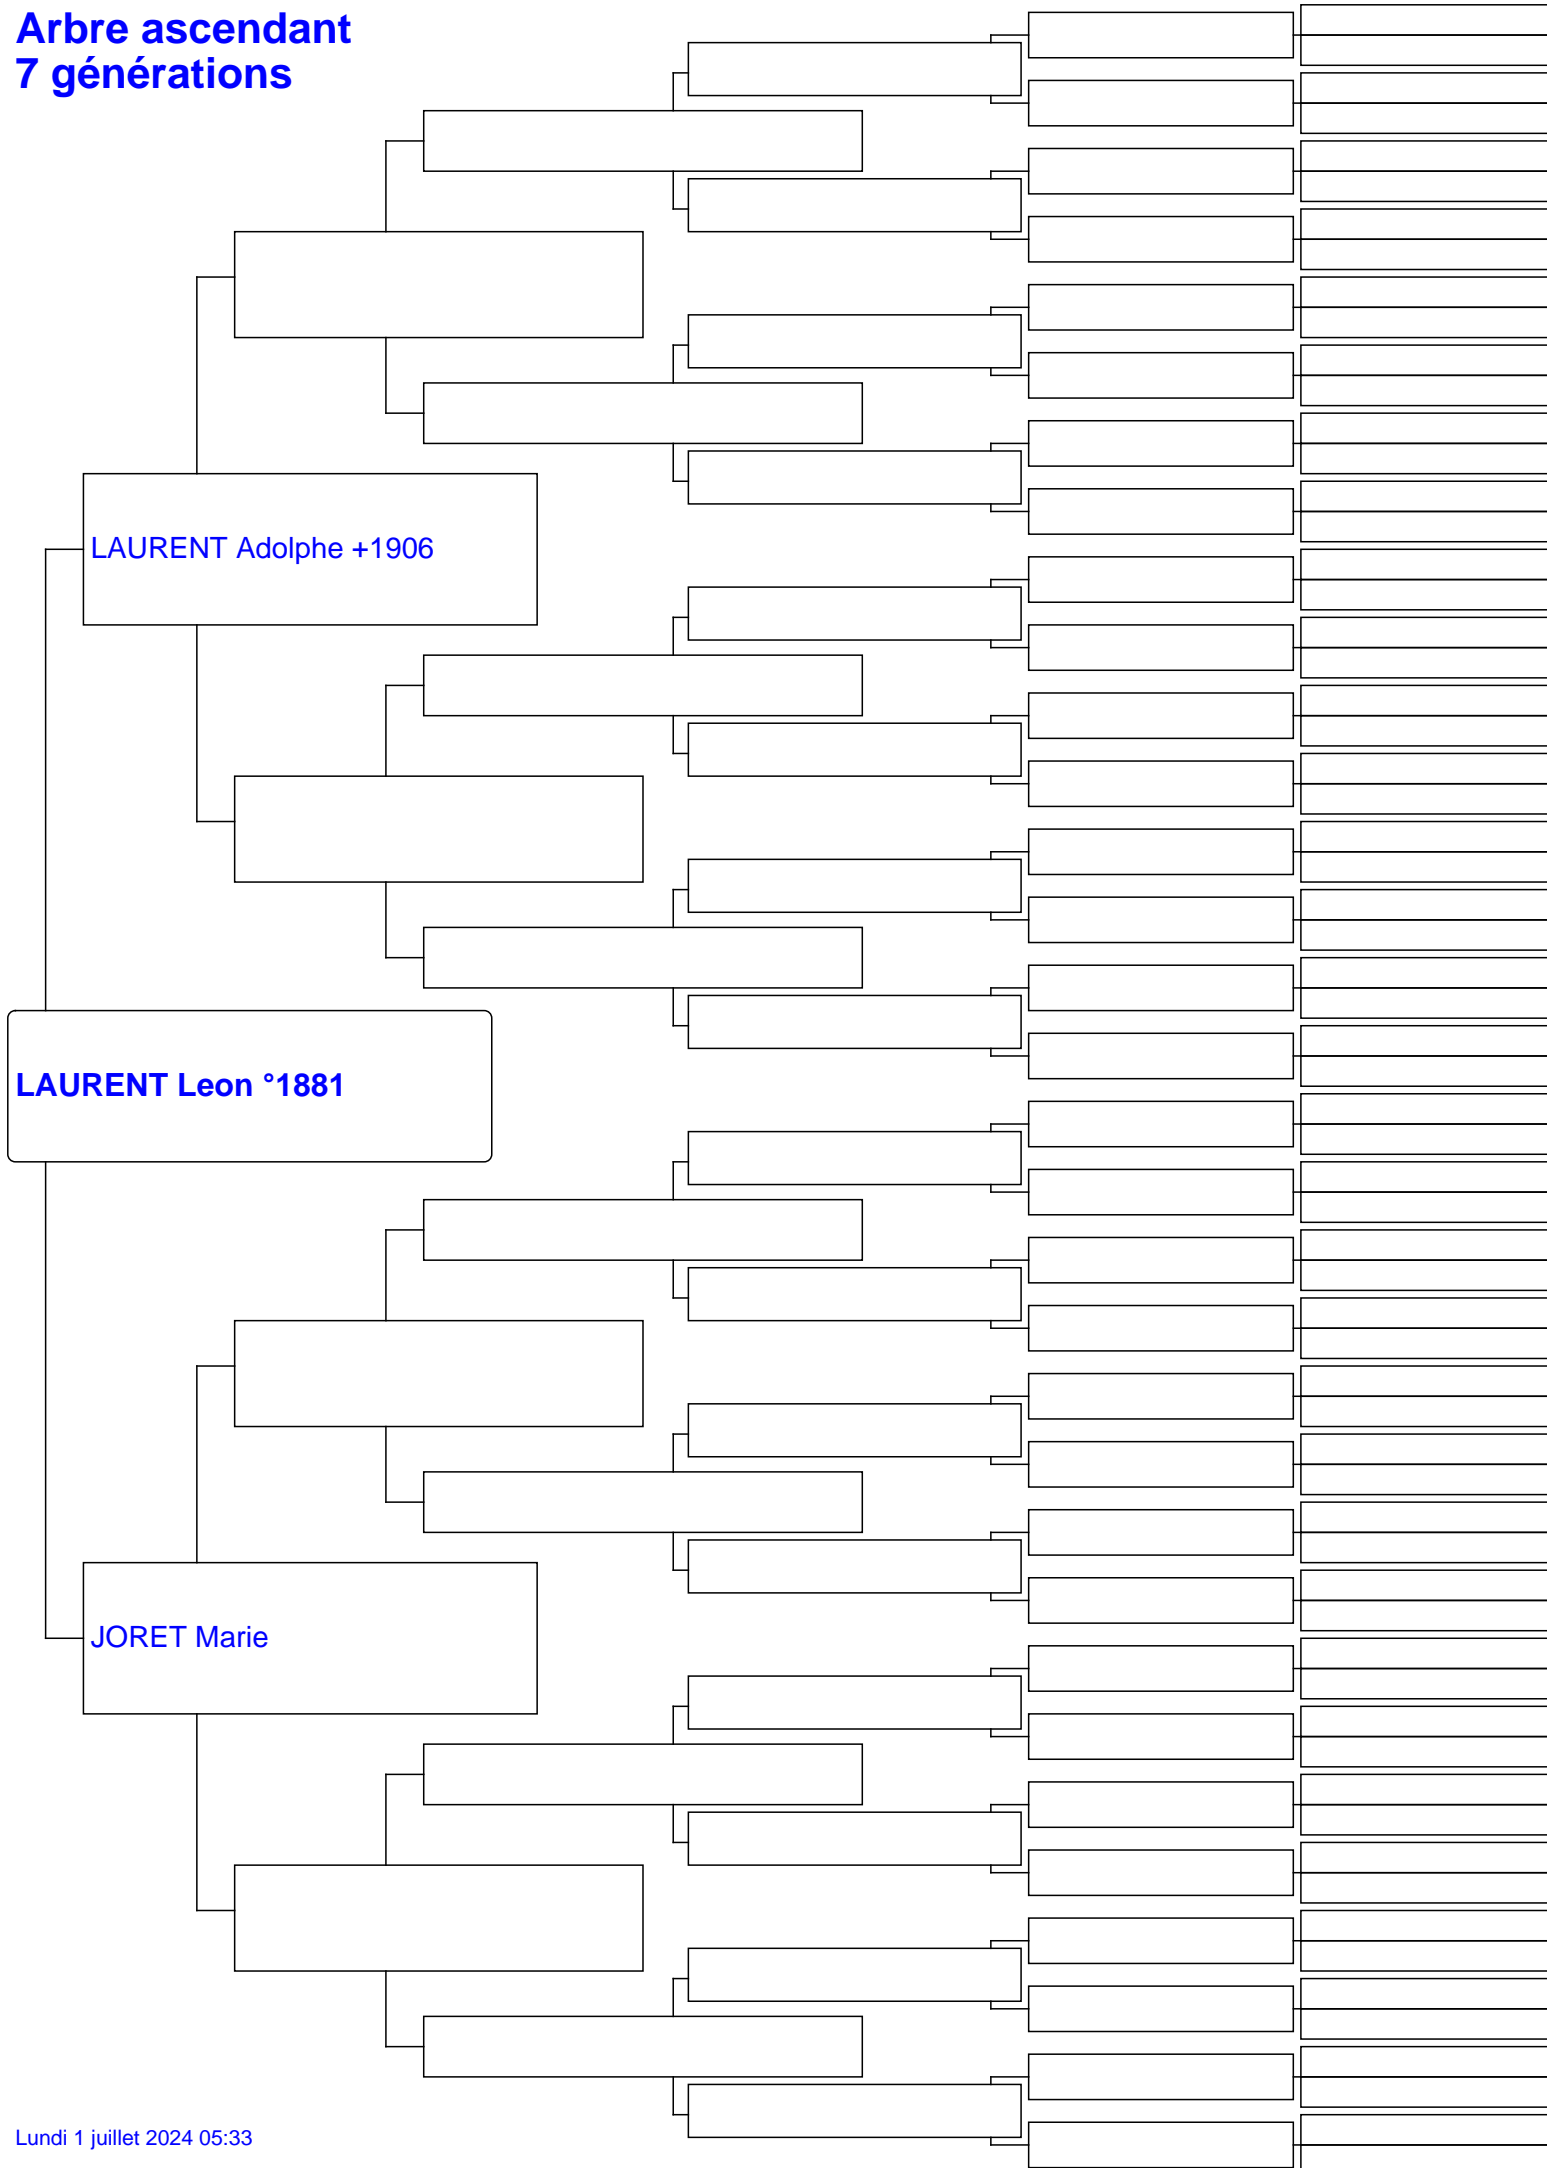 Arbre ascendant
7 générations
LAURENT Adolphe +1906
LAURENT Leon °1881
JORET Marie
Lundi 1 juillet 2024 05:33